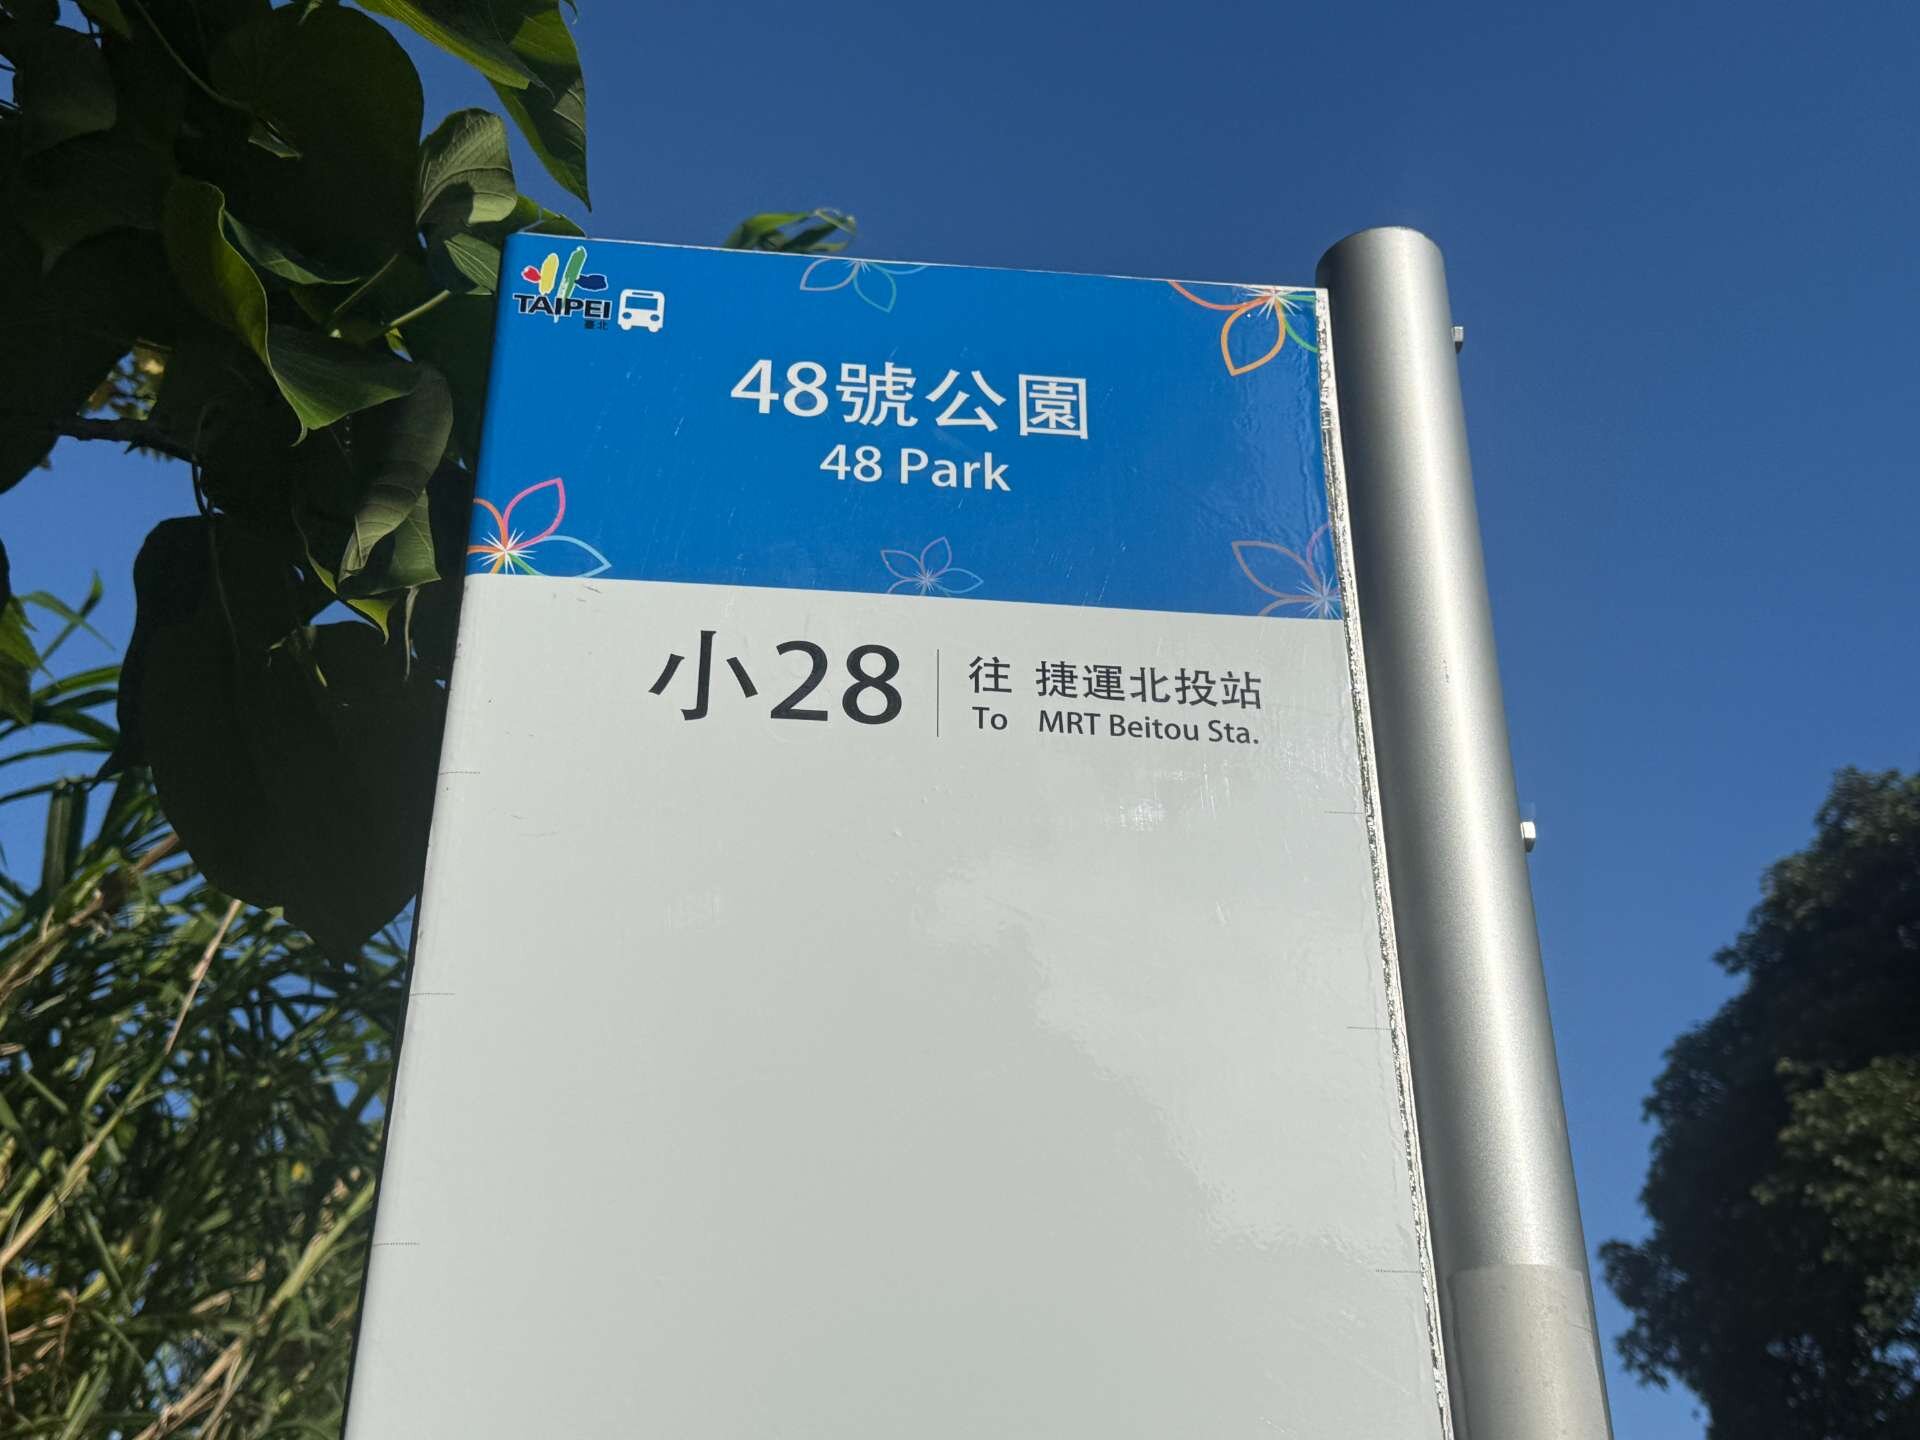 TAIPEI
臺北
48號公園
48 Park
小28 往 捷運北投站
To MRT Beitou Sta.